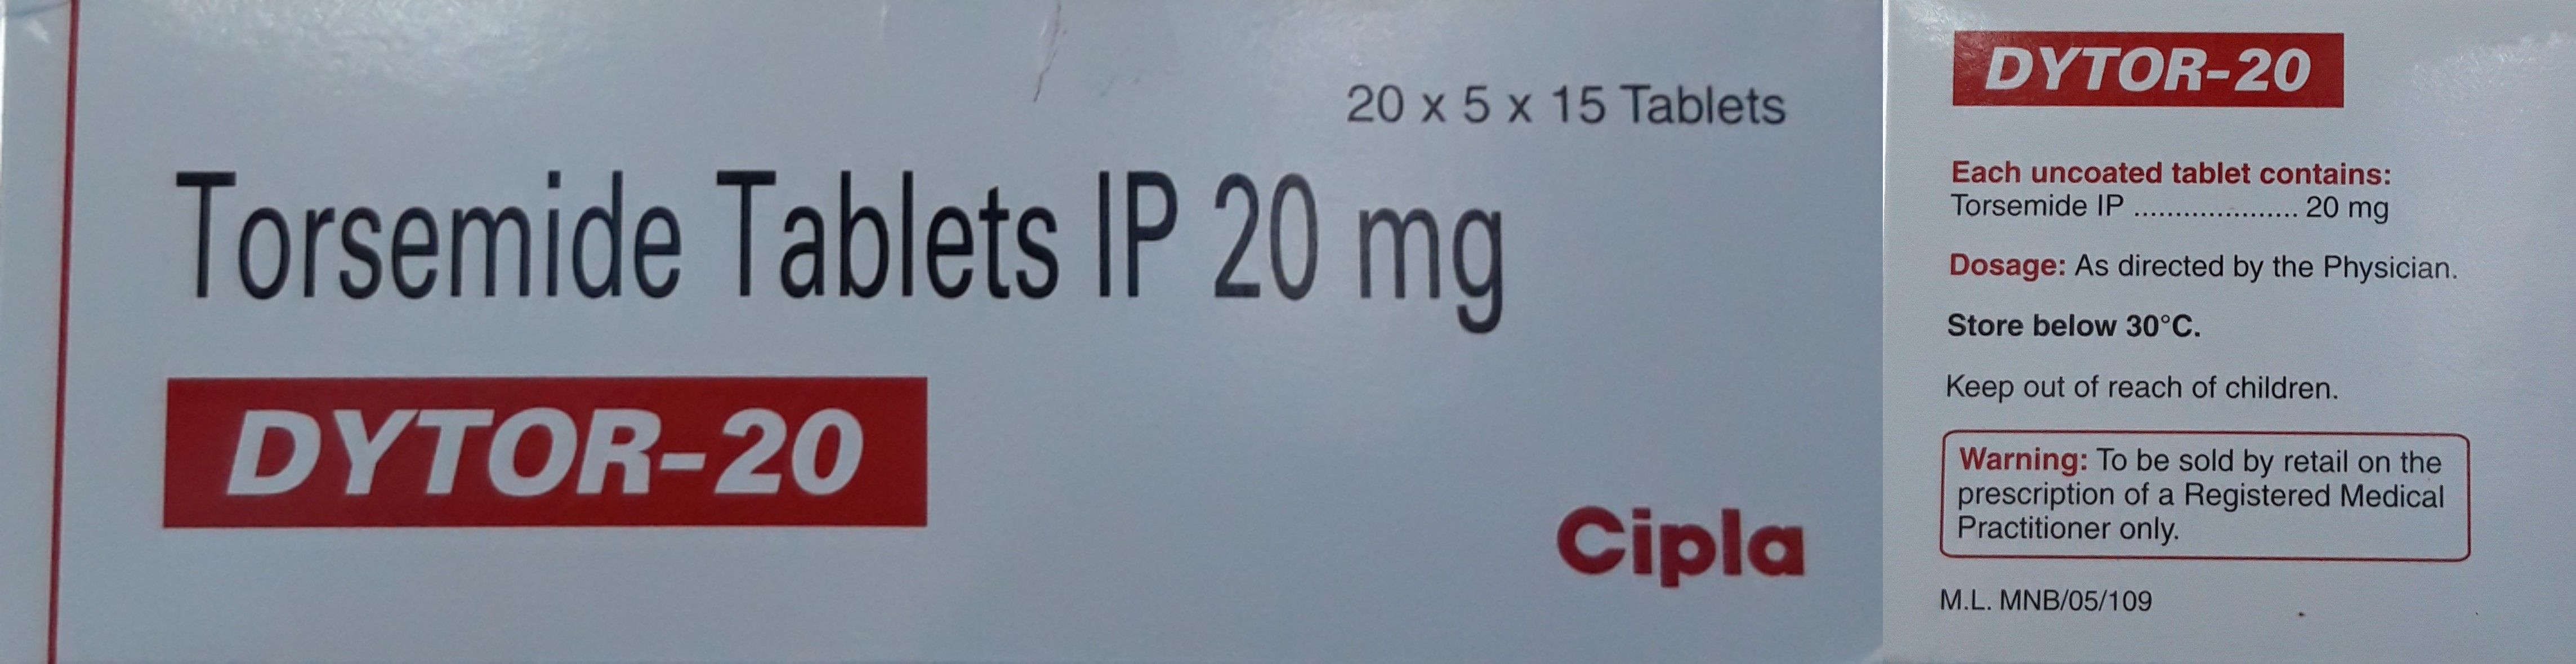 20 x 5 x 15 Tablets
Torsemide Tablets IP 20 mg
DYTOR-20
Cipla
DYTOR-20
Each uncoated tablet contains:
Torsemide IP .................... 20 mg
Dosage: As directed by the Physician.
Store below 30°C.
Keep out of reach of children.
Warning: To be sold by retail on the
prescription of a Registered Medical
Practitioner only.
M.L. MNB/05/109